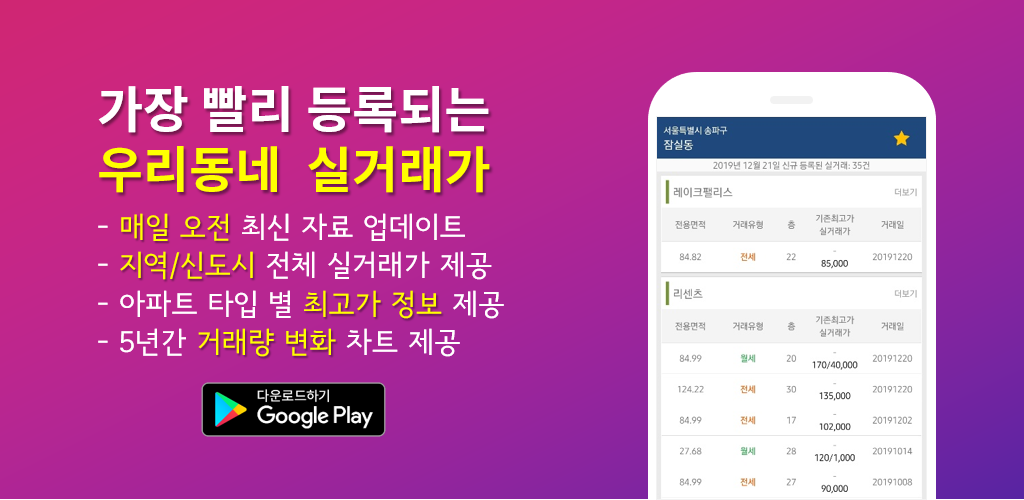 가장 빨리 등록되는
우리동네 실거래가
- 매일 오전 최신 자료 업데이트
- 지역/신도시 전체 실거래가 제공
- 아파트 타입 별 최고가 정보 제공
- 5년간 거래량 변화 차트 제공
다운로드하기
Google Play
서울특별시 송파구
잠실동
2019년 12월 21일 신규 등록된 실거래: 35건
레이크팰리스 더보기
전용면적 거래유형 층 기존최고가 실거래가 거래일
84.82 전세 22 - 85,000 20191220
리센츠 더보기
전용면적 거래유형 층 기존최고가 실거래가 거래일
84.99 월세 20 - 170/40,000 20191220
124.22 전세 30 - 135,000 20191220
84.99 전세 17 - 102,000 20191202
27.68 월세 28 - 120/1,000 20191014
84.99 전세 27 - 90,000 20191008